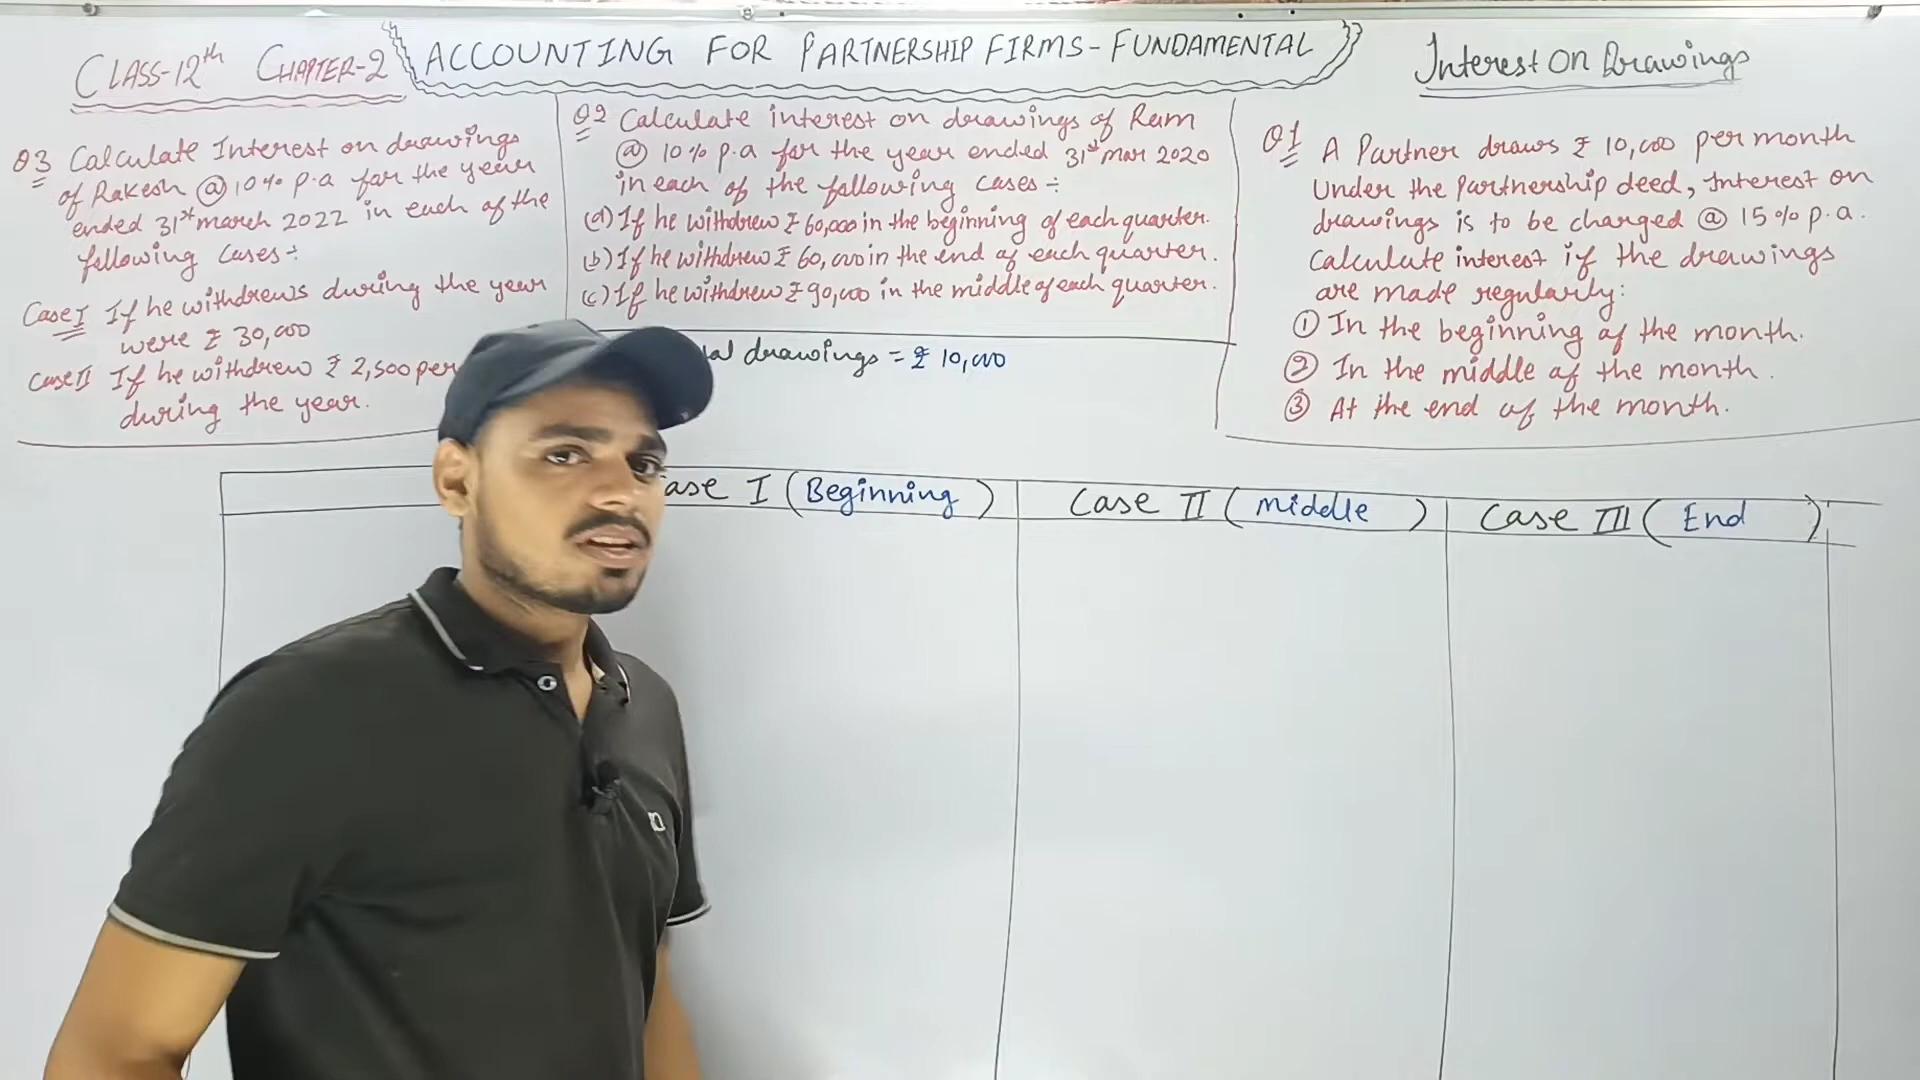 CLASS-12th CHAPTER-2
ACCOUNTING FOR PARTNERSHIP FIRMS-FUNDAMENTAL
Interest On Drawings
Q3 Calculate Interest on drawings
of Rakesh @ 10% p.a for the year
ended 31st march 2022 in each of the
following cases:-
Case I If he withdrews during the year
were ₹ 30,000
Case II If he withdrew ₹ 2,500 per
during the year.
Q2 Calculate interest on drawings of Ram
@ 10% p.a for the year ended 31st mar 2020
in each of the following cases:-
(a) If he withdrew ₹ 60,000 in the beginning of each quarter.
(b) If he withdrew ₹ 60,000 in the end of each quarter.
(c) If he withdrew ₹ 90,000 in the middle of each quarter.
Q1 A Partner draws ₹ 10,000 per month
Under the partnership deed, Interest on
drawings is to be charged @ 15% p.a.
Calculate interest if the drawings
are made regularly:
① In the beginning of the month.
② In the middle of the month.
③ At the end of the month.
al drawings = ₹ 10,000
ase I (Beginning)
Case II (middle)
Case III (End)